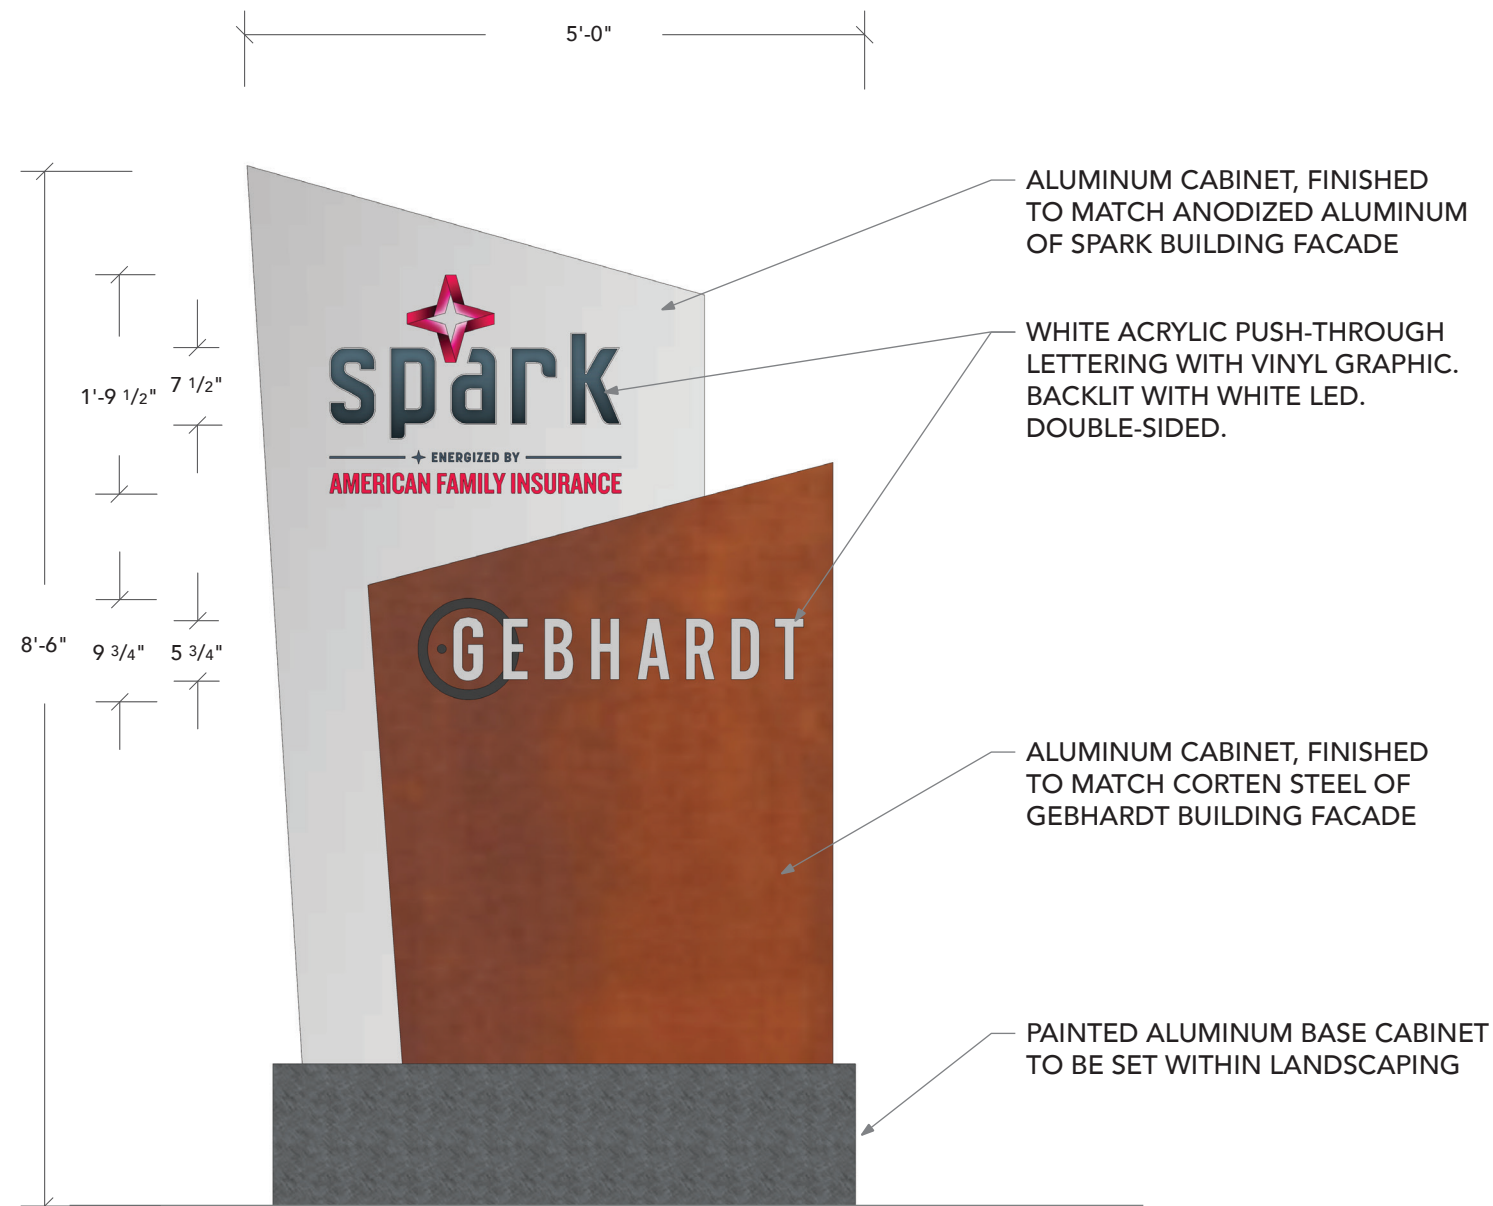 5'-0"
ALUMINUM CABINET, FINISHED
TO MATCH ANODIZED ALUMINUM
OF SPARK BUILDING FACADE
WHITE ACRYLIC PUSH-THROUGH
LETTERING WITH VINYL GRAPHIC.
BACKLIT WITH WHITE LED.
DOUBLE-SIDED.
1'-9 1/2"
7 1/2"
spark
ENERGIZED BY
AMERICAN FAMILY INSURANCE
8'-6"
9 3/4"
5 3/4"
GEBHARDT
ALUMINUM CABINET, FINISHED
TO MATCH CORTEN STEEL OF
GEBHARDT BUILDING FACADE
PAINTED ALUMINUM BASE CABINET
TO BE SET WITHIN LANDSCAPING